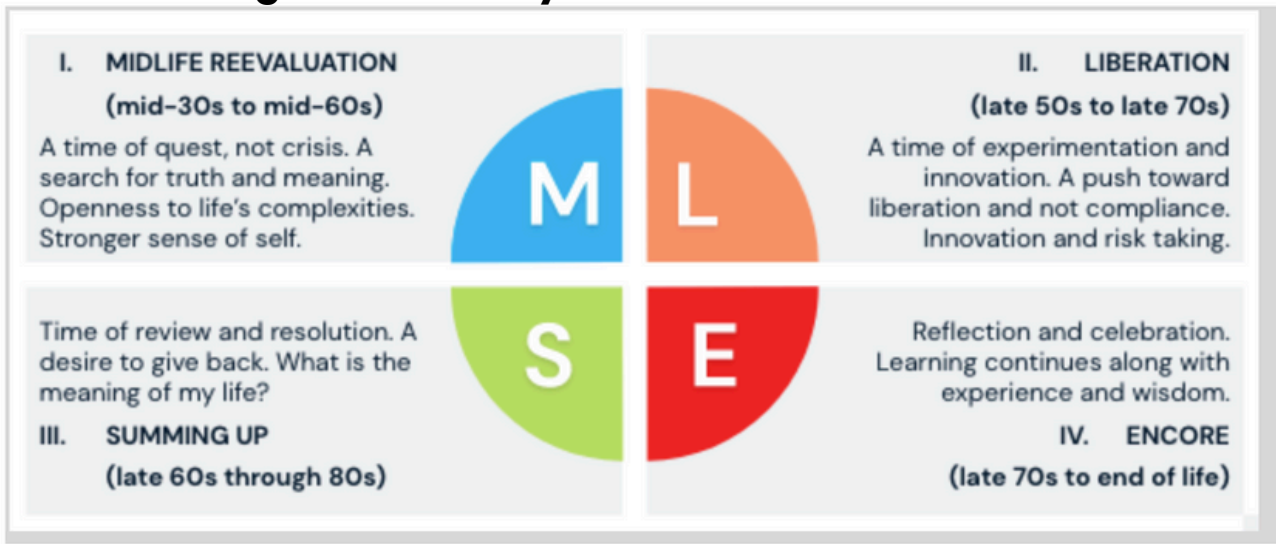 I. MIDLIFE REEVALUATION
(mid-30s to mid-60s)
A time of quest, not crisis. A
search for truth and meaning.
Openness to life's complexities.
Stronger sense of self.
M
II. LIBERATION
(late 50s to late 70s)
A time of experimentation and
innovation. A push toward
liberation and not compliance.
Innovation and risk taking.
L
Time of review and resolution. A
desire to give back. What is the
meaning of my life?
III. SUMMING UP
(late 60s through 80s)
S
Reflection and celebration.
Learning continues along with
experience and wisdom.
IV. ENCORE
(late 70s to end of life)
E